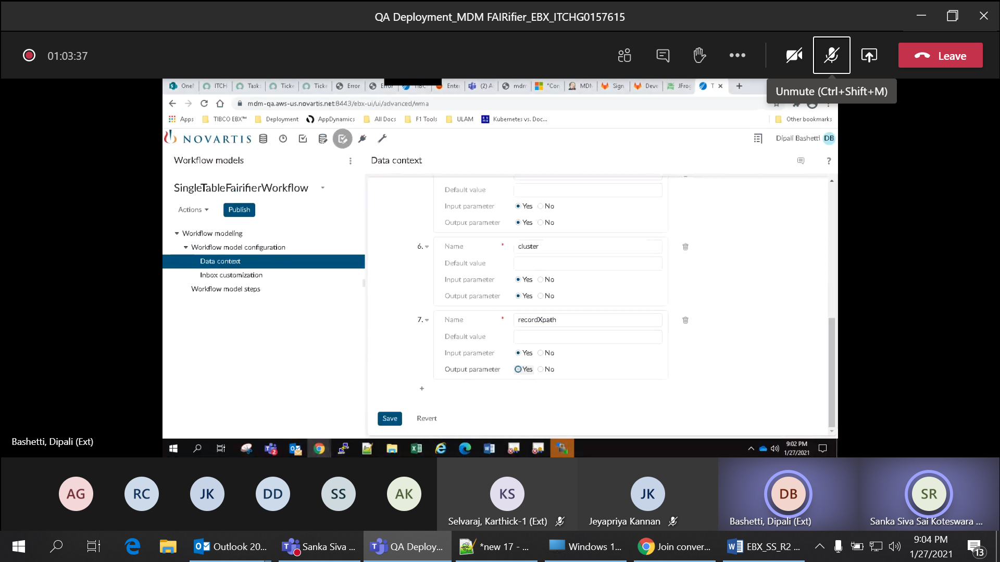 QA Deployment_MDM FAIRifier_EBX_ITCHG0157615
01:03:37
Leave
Unmute (Ctrl+Shift+M)
ITCH
Task:
Ticke
Ticke
Error
Error
Enter
(2) A
mdm
"Con
MDM
Sign
Deve
JFrog
T
mdm-qa.aws-us.novartis.net:8443/ebx-ui/ui/advanced/wma
Apps
TIBCO EBX™
Deployment
AppDynamics
All Docs
F1 Tools
ULAM
Kubernetes vs. Doc...
Other bookmarks
NOVARTIS
Dipali Bashetti DB
Workflow models
Data context
?
SingleTableFairifierWorkflow
Actions
Publish
Workflow modeling
Workflow model configuration
Data context
Inbox customization
Workflow model steps
Default value
Input parameter Yes No
Output parameter Yes No
6. Name * cluster
Default value
Input parameter Yes No
Output parameter Yes No
7. Name * recordXpath
Default value
Input parameter Yes No
Output parameter Yes No
+
Save Revert
Bashetti, Dipali (Ext)
9:02 PM
1/27/2021
AG
RC
JK
DD
SS
AK
KS
JK
DB
SR
Selvaraj, Karthick-1 (Ext)
Jeyapriya Kannan
Bashetti, Dipali (Ext)
Sanka Siva Sai Koteswara ...
Outlook 20...
Sanka Siva ...
QA Deploy...
*new 17 - ...
Windows 1...
Join conver...
EBX_SS_R2 ...
9:04 PM
1/27/2021
13